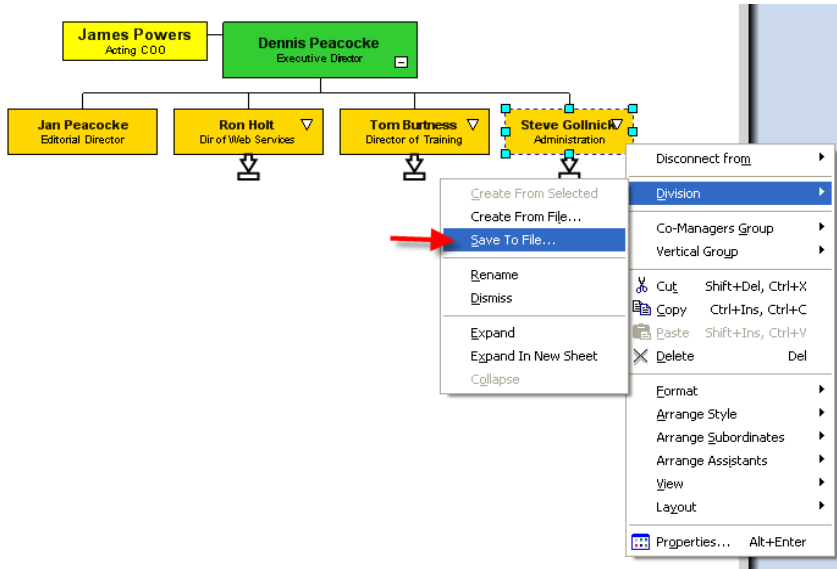 James Powers
Acting COO
Dennis Peacocke
Executive Director
Jan Peacocke
Editorial Director
Ron Holt
Dir of Web Services
Tom Burtness
Director of Training
Steve Gollnick
Administration
Disconnect from
Division
Co-Managers Group
Vertical Group
Cut Shift+Del, Ctrl+X
Copy Ctrl+Ins, Ctrl+C
Paste Shift+Ins, Ctrl+V
Delete Del
Format
Arrange Style
Arrange Subordinates
Arrange Assistants
View
Layout
Properties... Alt+Enter
Create From Selected
Create From File...
Save To File...
Rename
Dismiss
Expand
Expand In New Sheet
Collapse